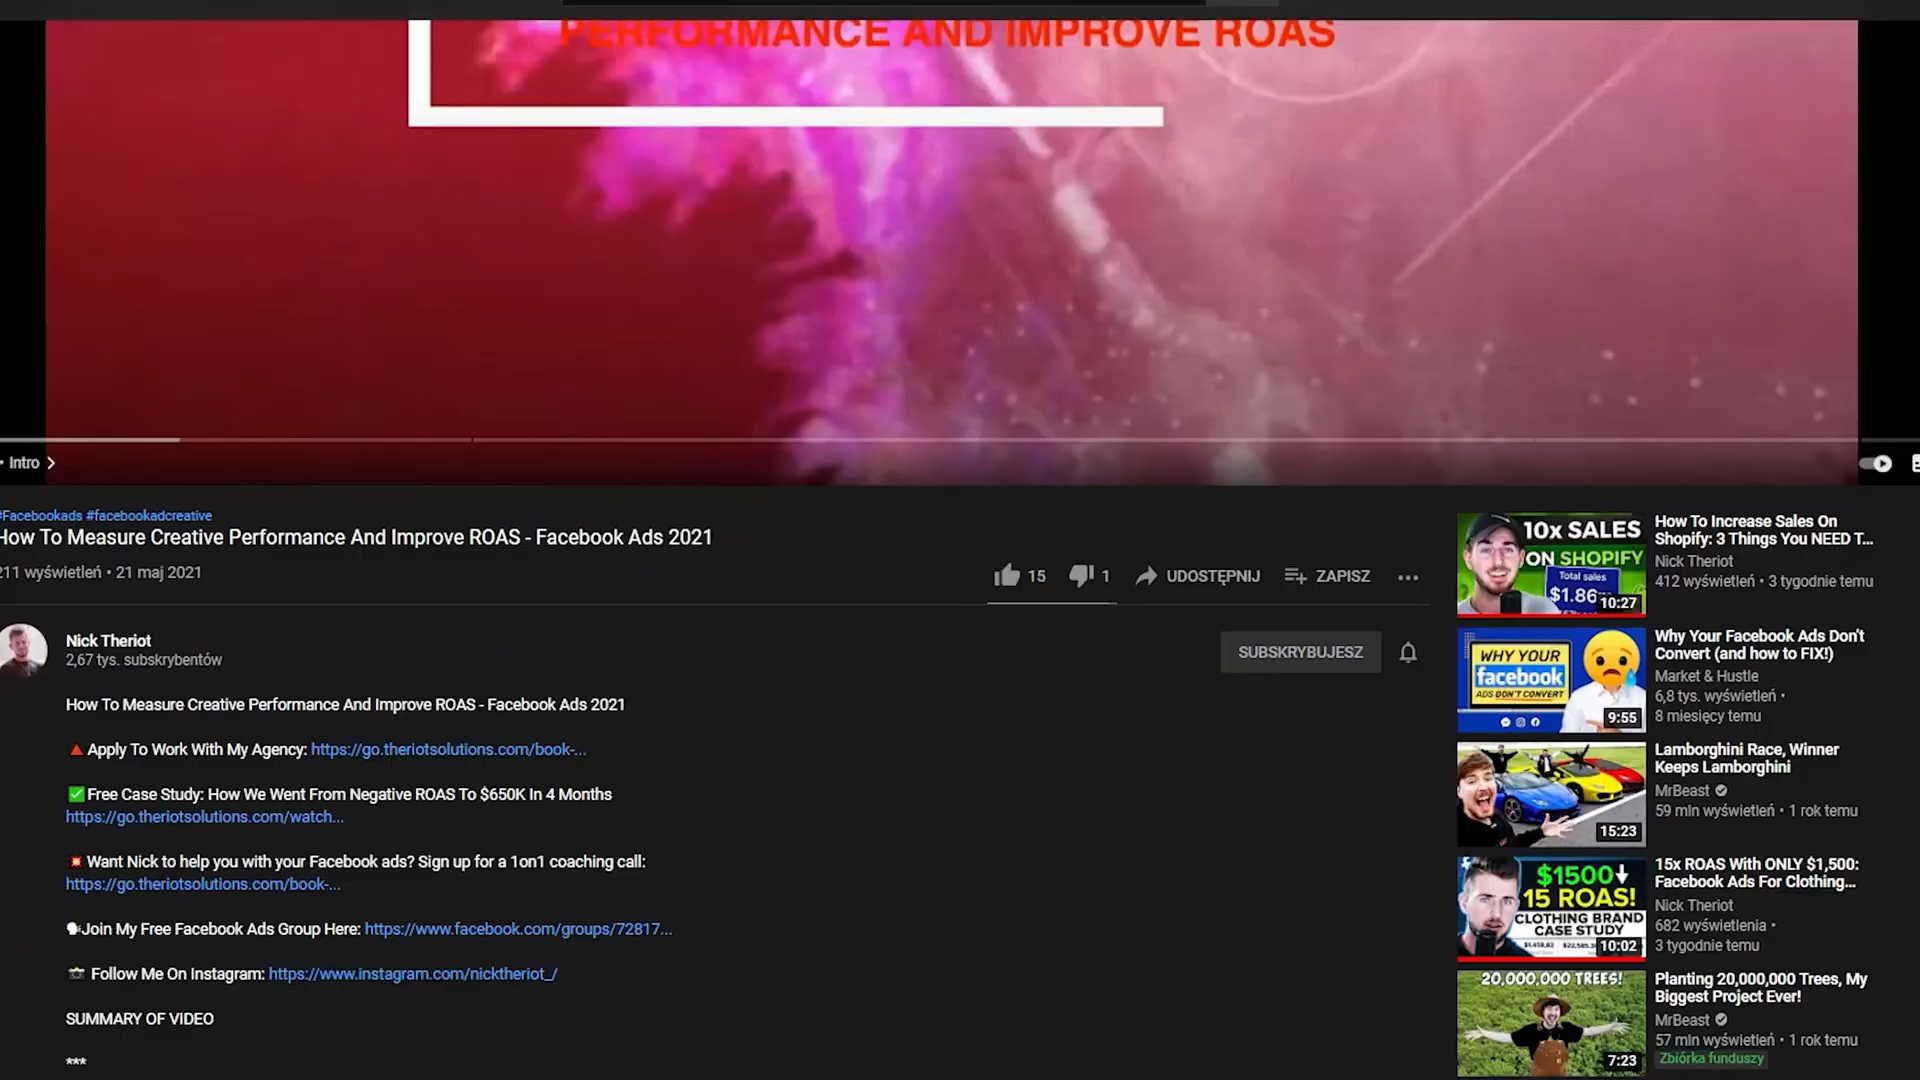 PERFORMANCE AND IMPROVE ROAS
• Intro
#Facebookads #facebookadcreative
How To Measure Creative Performance And Improve ROAS - Facebook Ads 2021
211 wyświetleń • 21 maj 2021
15
1
UDOSTĘPNIJ
ZAPISZ
Nick Theriot
2,67 tys. subskrybentów
SUBSKRYBUJESZ
How To Measure Creative Performance And Improve ROAS - Facebook Ads 2021
Apply To Work With My Agency: https://go.theriotsolutions.com/book-...
Free Case Study: How We Went From Negative ROAS To $650K In 4 Months
https://go.theriotsolutions.com/watch...
Want Nick to help you with your Facebook ads? Sign up for a 1on1 coaching call:
https://go.theriotsolutions.com/book-...
Join My Free Facebook Ads Group Here: https://www.facebook.com/groups/72817...
Follow Me On Instagram: https://www.instagram.com/nicktheriot_/
SUMMARY OF VIDEO
***
10x SALES
ON SHOPIFY
Total sales
$1.86
10:27
How To Increase Sales On
Shopify: 3 Things You NEED T...
Nick Theriot
412 wyświetleń • 3 tygodnie temu
WHY YOUR
facebook
ADS DON'T CONVERT
9:55
Why Your Facebook Ads Don't
Convert (and how to FIX!)
Market & Hustle
6,8 tys. wyświetleń •
8 miesięcy temu
15:23
Lamborghini Race, Winner
Keeps Lamborghini
MrBeast
59 mln wyświetleń • 1 rok temu
$1500
15 ROAS!
CLOTHING BRAND
CASE STUDY
10:02
15x ROAS With ONLY $1,500:
Facebook Ads For Clothing...
Nick Theriot
682 wyświetlenia •
3 tygodnie temu
20,000,000 TREES!
7:23
Planting 20,000,000 Trees, My
Biggest Project Ever!
MrBeast
57 mln wyświetleń • 1 rok temu
Zbiórka funduszy